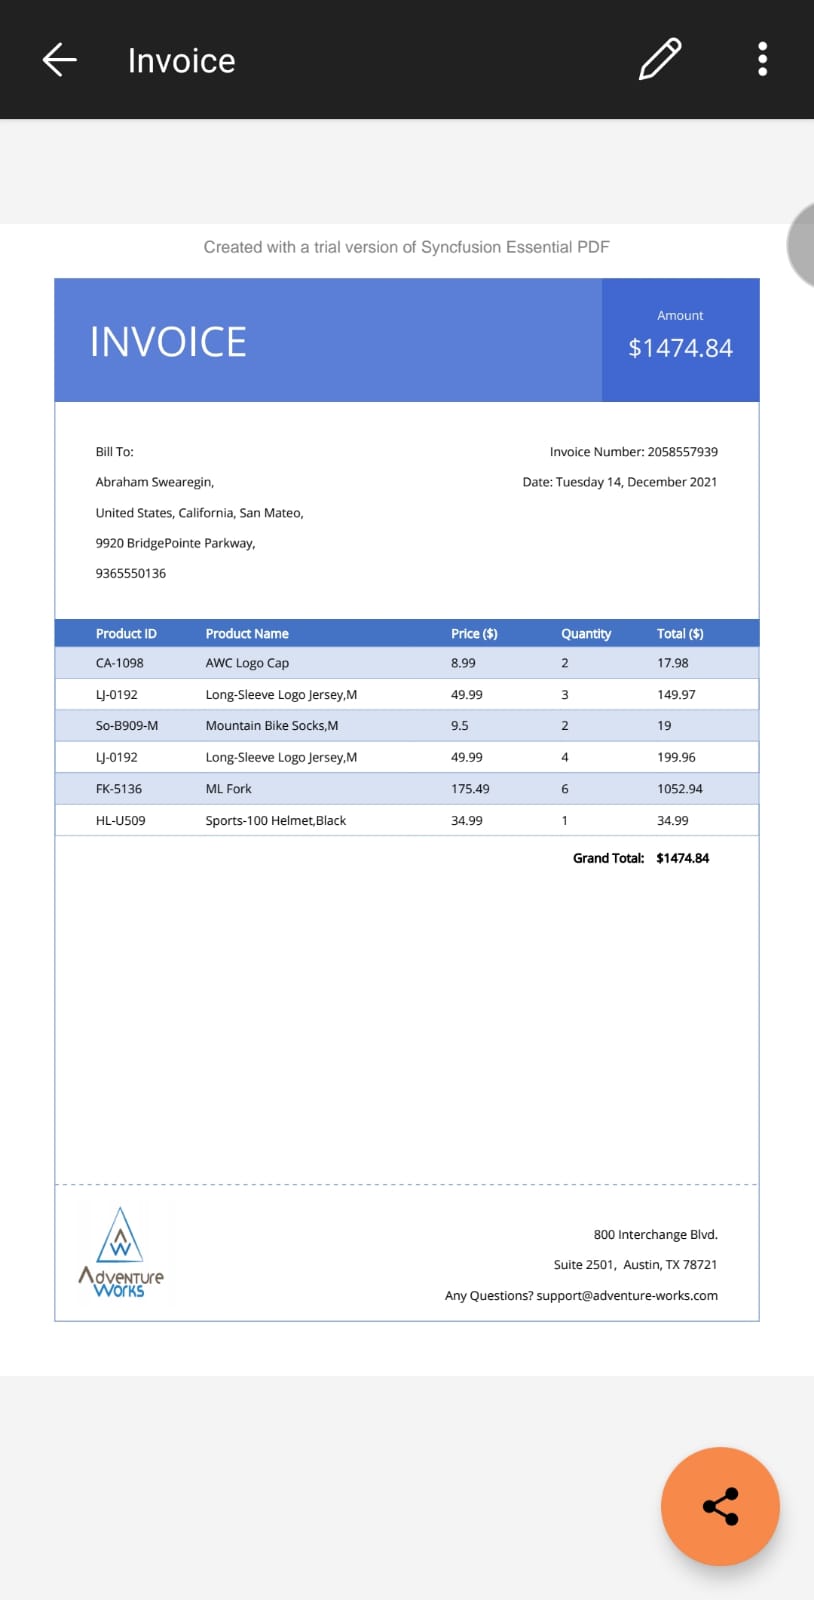 Invoice
Created with a trial version of Syncfusion Essential PDF
INVOICE
Amount
$1474.84
Bill To:
Invoice Number: 2058557939
Abraham Swearegin,
Date: Tuesday 14, December 2021
United States, California, San Mateo,
9920 BridgePointe Parkway,
9365550136
Product ID Product Name Price ($) Quantity Total ($)
CA-1098 AWC Logo Cap 8.99 2 17.98
LJ-0192 Long-Sleeve Logo Jersey,M 49.99 3 149.97
So-B909-M Mountain Bike Socks,M 9.5 2 19
LJ-0192 Long-Sleeve Logo Jersey,M 49.99 4 199.96
FK-5136 ML Fork 175.49 6 1052.94
HL-U509 Sports-100 Helmet,Black 34.99 1 34.99
Grand Total: $1474.84
Adventure
Works
800 Interchange Blvd.
Suite 2501, Austin, TX 78721
Any Questions? support@adventure-works.com